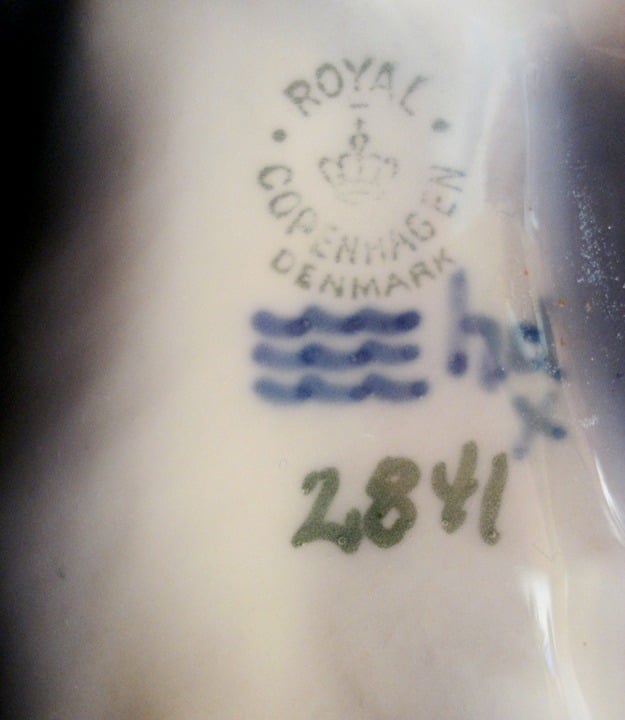 ROYAL
COPENHAGEN
DENMARK
2841